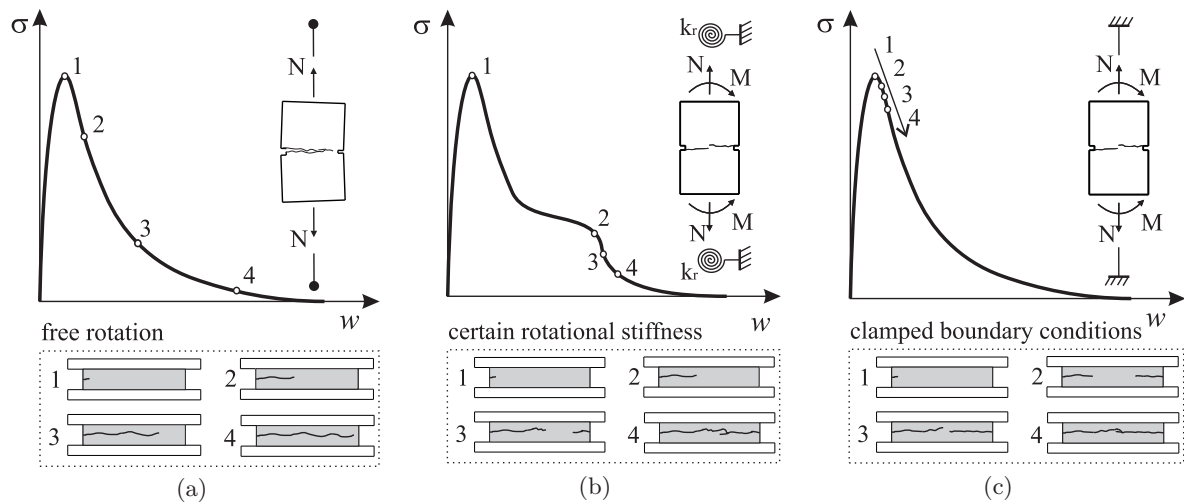 σ
1
2
3
4
N
N
w
free rotation
1
2
3
4
(a)
σ
1
2
3
4
kr
N
M
N
M
kr
w
certain rotational stiffness
1
2
3
4
(b)
σ
1
2
3
4
N
M
N
M
w
clamped boundary conditions
1
2
3
4
(c)